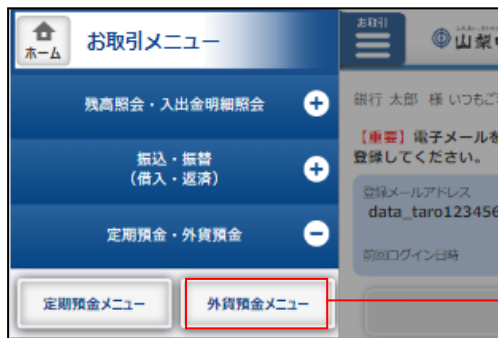 ホーム
お取引メニュー
残高照会・入出金明細照会
振込・振替
(借入・返済)
定期預金・外貨預金
定期預金メニュー
外貨預金メニュー
お取引
山梨
銀行 太郎 様 いつもご
【重要】電子メールを
登録してください。
登録メールアドレス
data_taro123456
前回ログイン日時